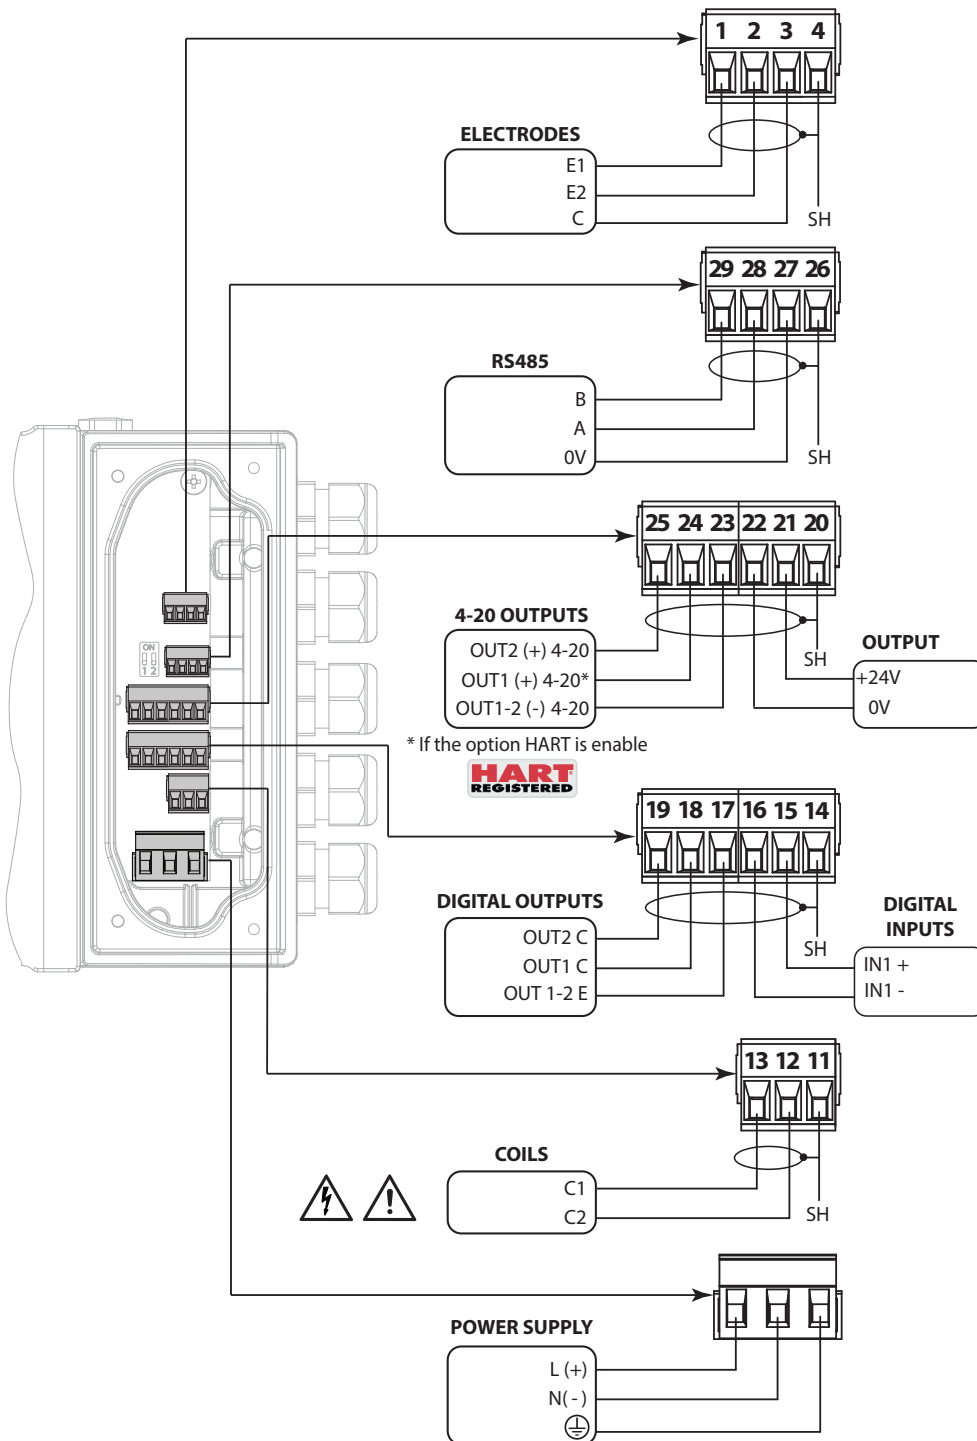 1 2 3 4
ELECTRODES
E1
E2
C
SH
29 28 27 26
RS485
B
A
0V
SH
25 24 23 22 21 20
4-20 OUTPUTS
OUT2 (+) 4-20
OUT1 (+) 4-20*
OUT1-2 (-) 4-20
SH
OUTPUT
+24V
0V
* If the option HART is enable
HART
REGISTERED
ON
1 2
19 18 17 16 15 14
DIGITAL OUTPUTS
OUT2 C
OUT1 C
OUT 1-2 E
SH
DIGITAL
INPUTS
IN1 +
IN1 -
13 12 11
COILS
C1
C2
SH
POWER SUPPLY
L (+)
N( - )